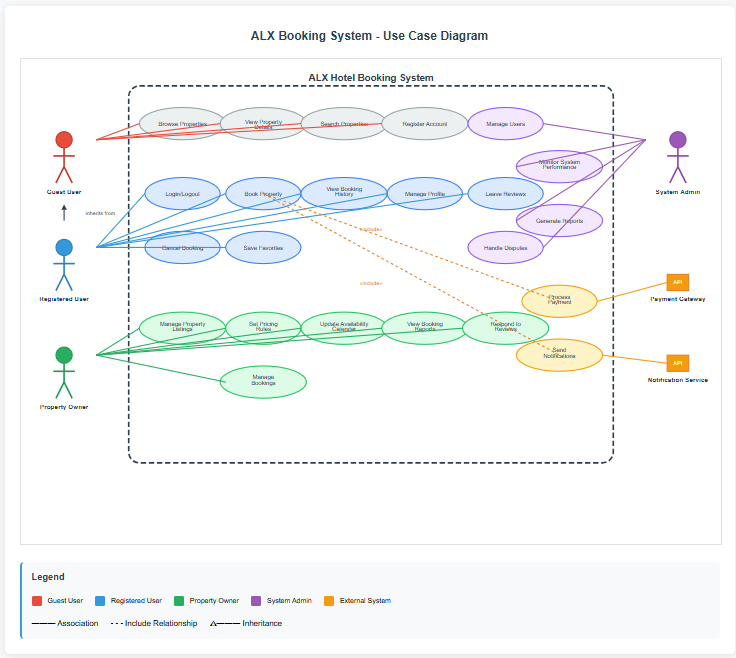 ALX Booking System - Use Case Diagram
ALX Hotel Booking System
Browse Properties
View Property
Details
Search Properties
Register Account
Manage Users
Monitor System
Performance
Guest User
System Admin
inherits from
Login/Logout
Book Property
View Booking
History
Manage Profile
Leave Reviews
Generate Reports
«include»
Cancel Booking
Save Favorites
Handle Disputes
Registered User
«include»
Process
Payment
API
Payment Gateway
Manage Property
Listings
Set Pricing
Rules
Update Availability
Calendar
View Booking
Reports
Respond to
Reviews
Send
Notifications
API
Notification Service
Manage
Bookings
Property Owner
Legend
Guest User
Registered User
Property Owner
System Admin
External System
Association
Include Relationship
Inheritance